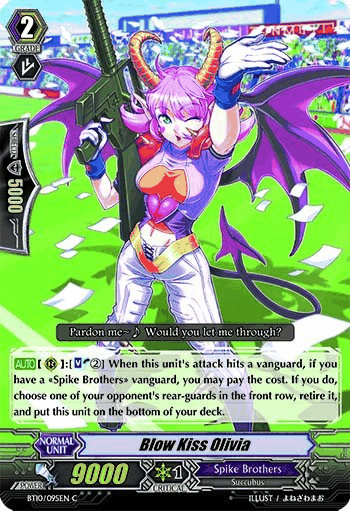 2
GRADE
SHIELD
5000
Pardon me~♪ Would you let me through?
AUTO [ ]:[V ②] When this unit's attack hits a vanguard, if you
have a «Spike Brothers» vanguard, you may pay the cost. If you do,
choose one of your opponent's rear-guards in the front row, retire it,
and put this unit on the bottom of your deck.
NORMAL
UNIT
Blow Kiss Olivia
POWER 9000
1
CRITICAL
Spike Brothers
Succubus
BT10/095EN C
ILLUST / よねざわまお